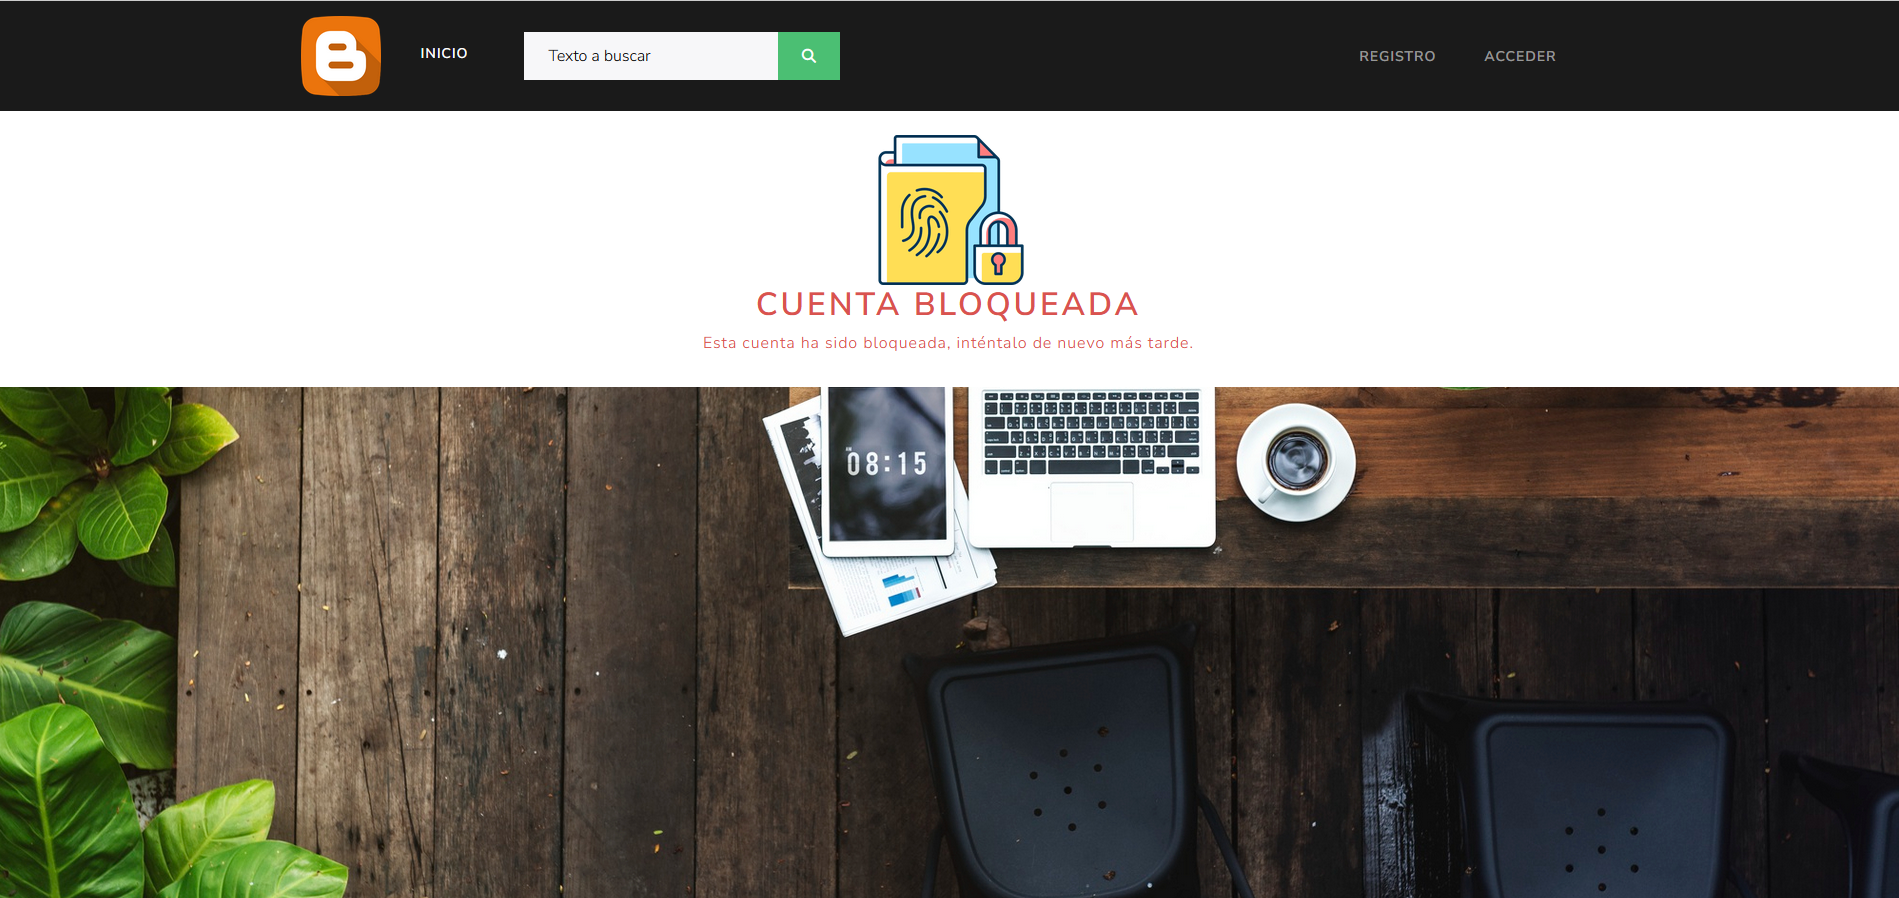 INICIO
Texto a buscar
REGISTRO
ACCEDER
CUENTA BLOQUEADA
Esta cuenta ha sido bloqueada, inténtalo de nuevo más tarde.
08:15